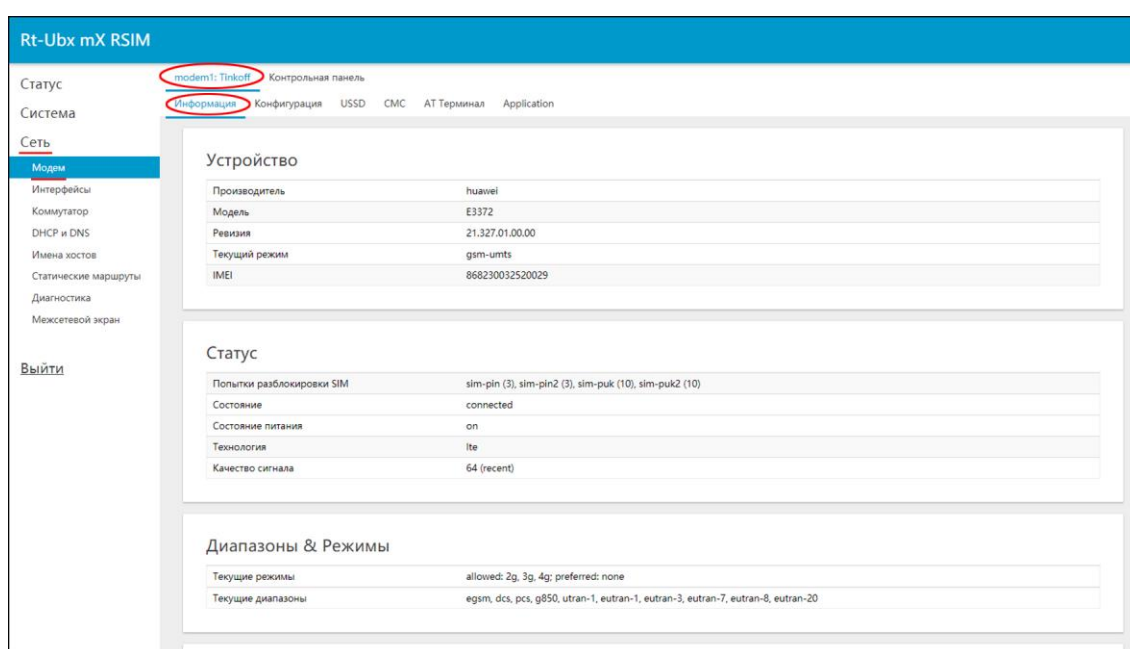 Rt-Ubx mX RSIM
Статус
Система
Сеть
Модем
Интерфейсы
Коммутатор
DHCP и DNS
Имена хостов
Статические маршруты
Диагностика
Межсетевой экран
Выйти
modem1: Tinkoff Контрольная панель
Информация Конфигурация USSD СМС AT Терминал Application
Устройство
Производитель huawei
Модель E3372
Ревизия 21.327.01.00.00
Текущий режим gsm-umts
IMEI 868230032520029
Статус
Попытки разблокировки SIM sim-pin (3), sim-pin2 (3), sim-puk (10), sim-puk2 (10)
Состояние connected
Состояние питания on
Технология lte
Качество сигнала 64 (recent)
Диапазоны & Режимы
Текущие режимы allowed: 2g, 3g, 4g; preferred: none
Текущие диапазоны egsm, dcs, pcs, g850, utran-1, eutran-1, eutran-3, eutran-7, eutran-8, eutran-20